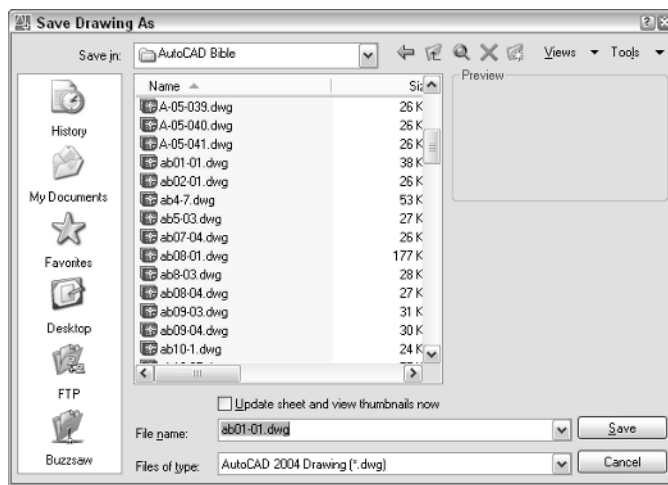 Save Drawing As
Save in: AutoCAD Bible Views Tools
History
My Documents
Favorites
Desktop
FTP
Buzzsaw
Name Siz
A-05-039.dwg 26 K
A-05-040.dwg 26 K
A-05-041.dwg 26 K
ab01-01.dwg 38 K
ab02-01.dwg 26 K
ab4-7.dwg 53 K
ab5-03.dwg 27 K
ab07-04.dwg 26 K
ab08-01.dwg 177 K
ab8-03.dwg 28 K
ab08-04.dwg 27 K
ab09-03.dwg 31 K
ab09-04.dwg 30 K
ab10-1.dwg 24 K
Preview
Update sheet and view thumbnails now
File name: ab01-01.dwg Save
Files of type: AutoCAD 2004 Drawing (*.dwg) Cancel